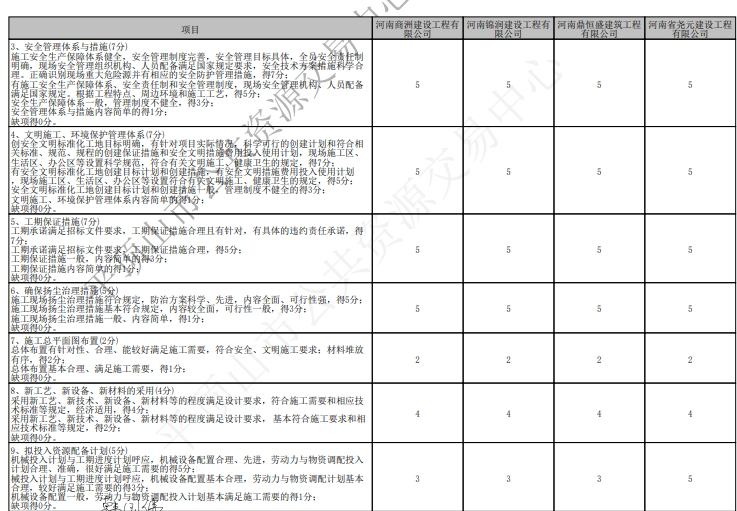 项目
河南商洲建设工程有限公司
河南锦润建设工程有限公司
河南鼎恒盛建筑工程有限公司
河南省尧元建设工程有限公司
3、安全管理体系与措施(7分)
施工安全生产保障体系健全，安全管理制度完善，安全管理目标具体，全员安全责任制
明确，现场安全管理组织机构、人员配备满足国家规定要求，安全技术方案措施科学合
理。正确识别现场重大危险源并有相应的安全防护管理措施，得7分；
有施工安全生产保障体系、安全责任制和安全管理制度，现场安全管理机构、人员配备
满足国家规定。根据工程特点、周边环境和施工工艺，得5分；
安全生产保障体系一般，管理制度不健全，得3分；
安全管理体系与措施内容简单的得1分；
缺项得0分。
5 5 5 5
4、文明施工、环境保护管理体系(7分)
创安全文明标准化工地目标明确，有针对项目实际情况，科学可行的创建计划和符合相
关标准、规范、规程的创建保证措施和安全文明措施费用投入使用计划，现场施工区、
生活区、办公区等设置科学规范，符合有关文明施工、健康卫生的规定，得7分；
有安全文明标准化工地创建目标计划和创建措施，有安全文明措施费用投入使用计划
，现场施工区、生活区、办公区等设置符合有关文明施工、健康卫生的规定，得5分；
安全文明标准化工地创建目标计划和创建措施一般，管理制度不健全的得3分；
文明施工、环境保护管理体系内容简单的得1分；
缺项得0分。
5 5 5 5
5、工期保证措施(7分)
工期承诺满足招标文件要求，工期保证措施合理且有针对，有具体的违约责任承诺，得
7分；
工期承诺满足招标文件要求，工期保证措施合理，得5分；
工期保证措施一般，内容简单的得3分；
工期保证措施内容简单的得1分；
缺项得0分。
5 5 5 5
6、确保扬尘治理措施(5分)
施工现场扬尘治理措施符合规定，防治方案科学、先进，内容全面、可行性强，得5分；
施工现场扬尘治理措施基本符合规定，内容较全面，可行性一般，得3分；
施工现场扬尘治理措施一般、内容简单，得1分；
缺项得0分。
5 5 5 5
7、施工总平面图布置(2分)
总体布置有针对性、合理、能较好满足施工需要，符合安全、文明施工要求；材料堆放
有序，得2分；
总体布置基本合理、满足施工需要，得1分；
缺项得0分。
2 2 2 2
8、新工艺、新设备、新材料的采用(4分)
采用新工艺、新技术、新设备、新材料等的程度满足设计要求，符合施工需要和相应技
术标准等规定，经济适用，得4分；
采用新工艺、新技术、新设备、新材料等的程度满足设计要求， 基本符合施工要求和相
应技术标准等规定，得2分；
缺项得0分。
4 4 4 4
9、拟投入资源配备计划(5分)
机械投入计划与工期进度计划呼应，机械设备配置合理、先进，劳动力与物资调配投入
计划合理、准确，很好满足施工需要的得5分；
械投入计划与工期进度计划呼应，机械设备配置基本合理，劳动力与物资调配计划基本
合理，较好满足施工需要的得3分；
机械设备配置一般，劳动力与物资调配投入计划基本满足施工需要的得1分；
缺项得0分。
3 3 3 5
平顶山市公共资源交易中心